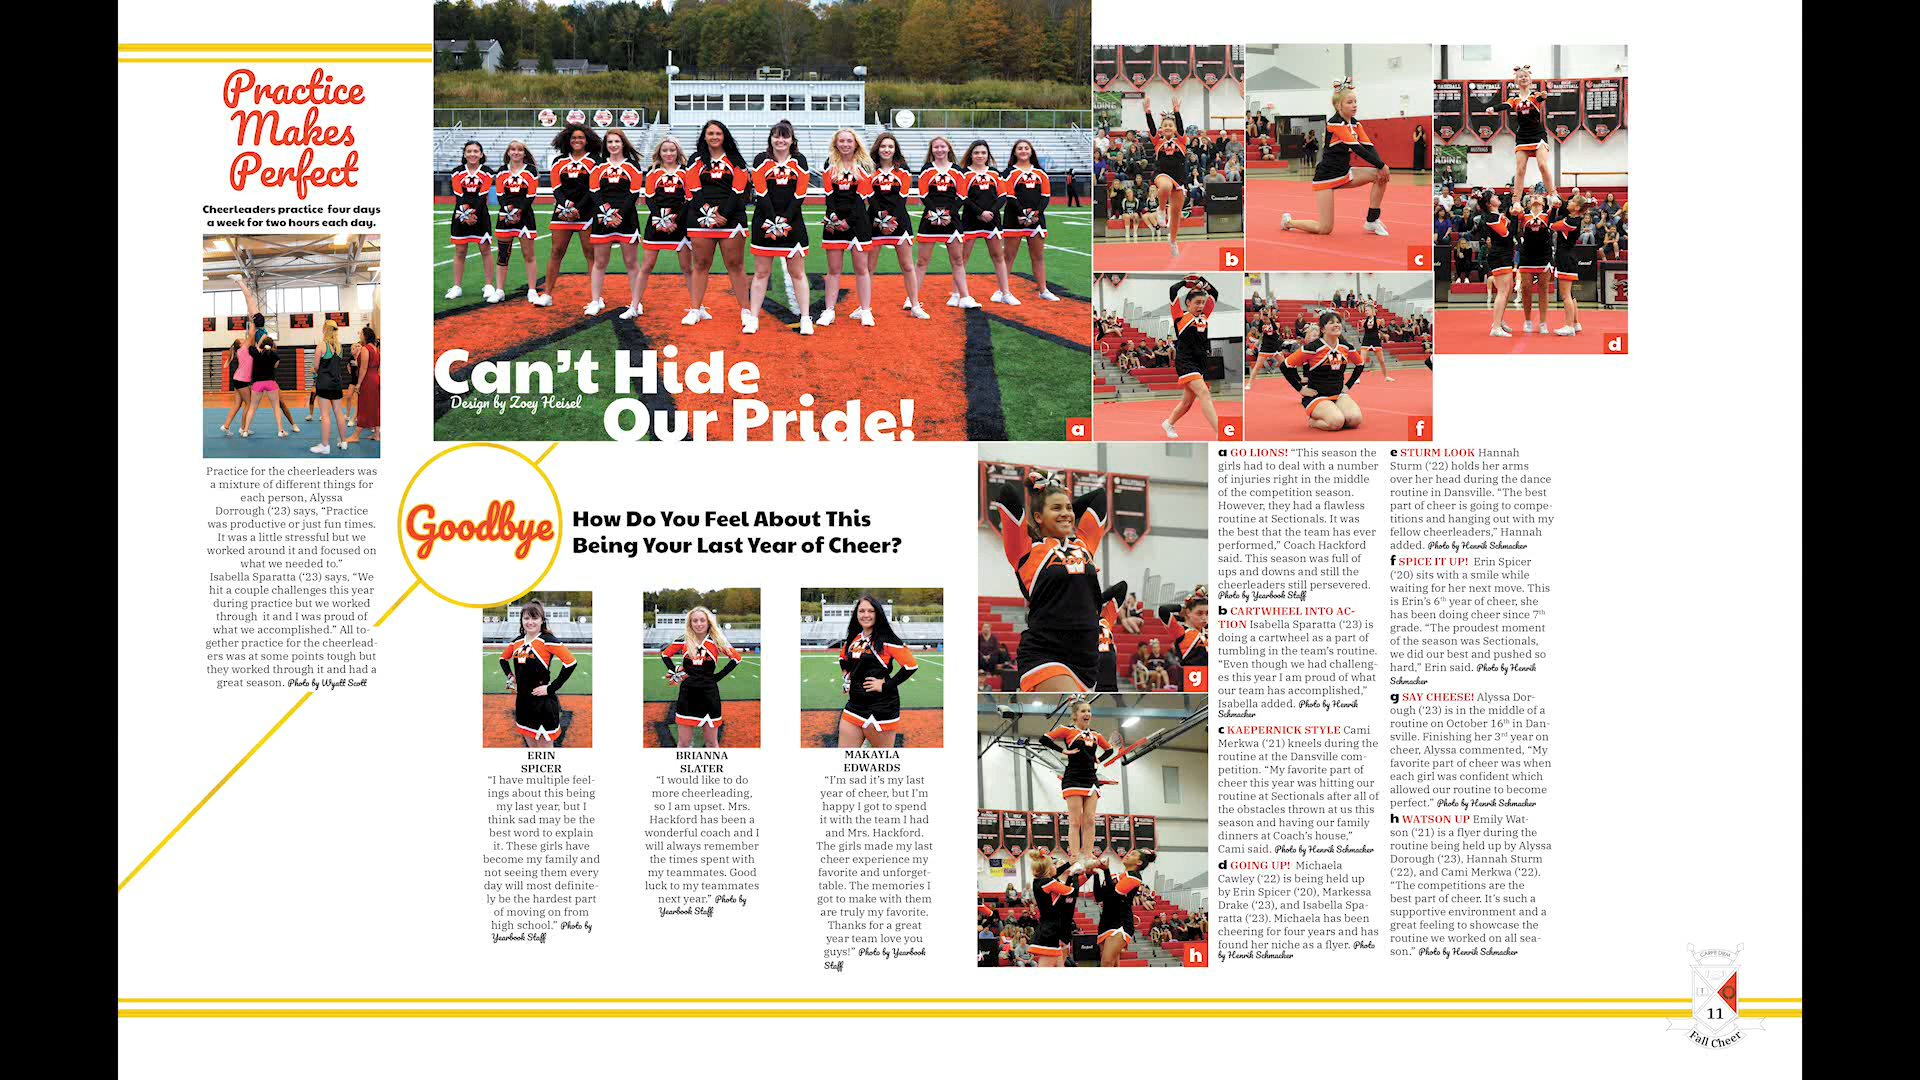 Practice
Makes
Perfect
Cheerleaders practice four days
a week for two hours each day.
Practice for the cheerleaders was
a mixture of different things for
each person, Alyssa
Dorrough (‘23) says, “Practice
was productive or just fun times.
It was a little stressful but we
worked around it and focused on
what we needed to.”
Isabella Sparatta (‘23) says, “We
hit a couple challenges this year
during practice but we worked
through it and I was proud of
what we accomplished.” All to-
gether practice for the cheerlead-
ers was at some points tough but
they worked through it and had a
great season. Photo by Wyatt Scott
Can’t Hide
Design by Zoey Heisel
Our Pride!
a
b
c
d
e
f
Goodbye
How Do You Feel About This
Being Your Last Year of Cheer?
ERIN
SPICER
“I have multiple feel-
ings about this being
my last year, but I
think sad may be the
best word to explain
it. These girls have
become my family and
not seeing them every
day will most definite-
ly be the hardest part
of moving on from
high school.” Photo by
Yearbook Staff
BRIANNA
SLATER
“I would like to do
more cheerleading,
so I am upset. Mrs.
Hackford has been a
wonderful coach and I
will always remember
the times spent with
my teammates. Good
luck to my teammates
next year.” Photo by
Yearbook Staff
MAKAYLA
EDWARDS
“I’m sad it’s my last
year of cheer, but I’m
happy I got to spend
it with the team I had
and Mrs. Hackford.
The girls made my last
cheer experience my
favorite and unforget-
table. The memories I
got to make with them
are truly my favorite.
Thanks for a great
year team love you
guys!” Photo by Yearbook
Staff
g
h
a GO LIONS! “This season the
girls had to deal with a number
of injuries right in the middle
of the competition season.
However, they had a flawless
routine at Sectionals. It was
the best that the team has ever
performed,” Coach Hackford
said. This season was full of
ups and downs and still the
cheerleaders still persevered.
Photo by Yearbook Staff
b CARTWHEEL INTO AC-
TION Isabella Sparatta (‘23) is
doing a cartwheel as a part of
tumbling in the team’s routine.
“Even though we had challeng-
es this year I am proud of what
our team has accomplished,”
Isabella added. Photo by Henrik
Schmacker
c KAEPERNICK STYLE Cami
Merkwa (‘21) kneels during the
routine at the Dansville com-
petition. “My favorite part of
cheer this year was hitting our
routine at Sectionals after all of
the obstacles thrown at us this
season and having our family
dinners at Coach’s house,”
Cami said. Photo by Henrik Schmacker
d GOING UP! Michaela
Cawley (‘22) is being held up
by Erin Spicer (‘20), Markessa
Drake (‘23), and Isabella Spa-
ratta (‘23). Michaela has been
cheering for four years and has
found her niche as a flyer. Photo
by Henrik Schmacker
e STURM LOOK Hannah
Sturm (‘22) holds her arms
over her head during the dance
routine in Dansville. “The best
part of cheer is going to compe-
titions and hanging out with my
fellow cheerleaders,” Hannah
added. Photo by Henrik Schmacker
f SPICE IT UP! Erin Spicer
(‘20) sits with a smile while
waiting for her next move. This
is Erin’s 6th year of cheer, she
has been doing cheer since 7th
grade. “The proudest moment
of the season was Sectionals,
we did our best and pushed so
hard,” Erin said. Photo by Henrik
Schmacker
g SAY CHEESE! Alyssa Dor-
ough (‘23) is in the middle of a
routine on October 16th in Dan-
sville. Finishing her 3rd year on
cheer, Alyssa commented, “My
favorite part of cheer was when
each girl was confident which
allowed our routine to become
perfect.” Photo by Henrik Schmacker
h WATSON UP Emily Wat-
son (‘21) is a flyer during the
routine being held up by Alyssa
Dorough (‘23), Hannah Sturm
(‘22), and Cami Merkwa (‘22).
“The competitions are the
best part of cheer. It’s such a
supportive environment and a
great feeling to showcase the
routine we worked on all sea-
son.” Photo by Henrik Schmacker
CARPE DIEM
11
Fall Cheer